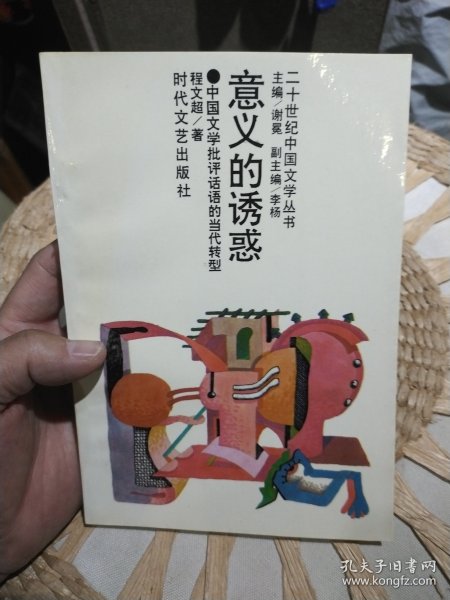 二十世纪中国文学丛书
主编/谢冕 副主编/李杨
意义的诱惑
●中国文学批评话语的当代转型
程文超/著
时代文艺出版社
孔夫子旧书网
www.kongfz.com